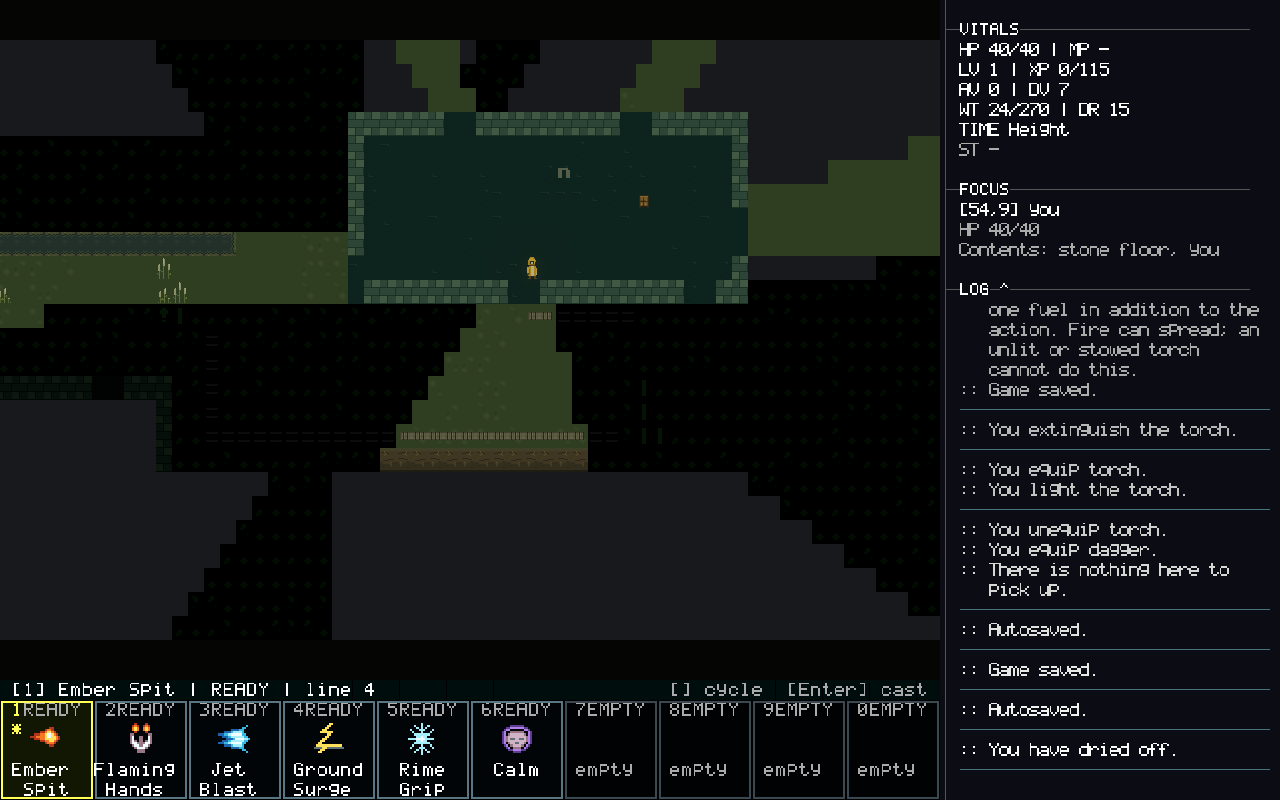 VITALS
HP 40/40 | MP -
LV 1 | XP 0/115
AV 0 | DV 7
WT 24/270 | DR 15
TIME Height
ST -
FOCUS
[54,9] You
HP 40/40
Contents: stone floor, You
LOG ^
one fuel in addition to the
action. Fire can spread; an
unlit or stowed torch
cannot do this.
:: Game saved.
:: You extinguish the torch.
:: You equip torch.
:: You light the torch.
:: You unequip torch.
:: You equip dagger.
:: There is nothing here to
pick up.
:: Autosaved.
:: Game saved.
:: Autosaved.
:: You have dried off.
n
[1] Ember Spit | READY | line 4 [] cycle [Enter] cast
1READY 2READY 3READY 4READY 5READY 6READY 7EMPTY 8EMPTY 9EMPTY 0EMPTY
*
Ember Flaming Jet Ground Rime Calm empty empty empty empty
Spit Hands Blast Surge Grip